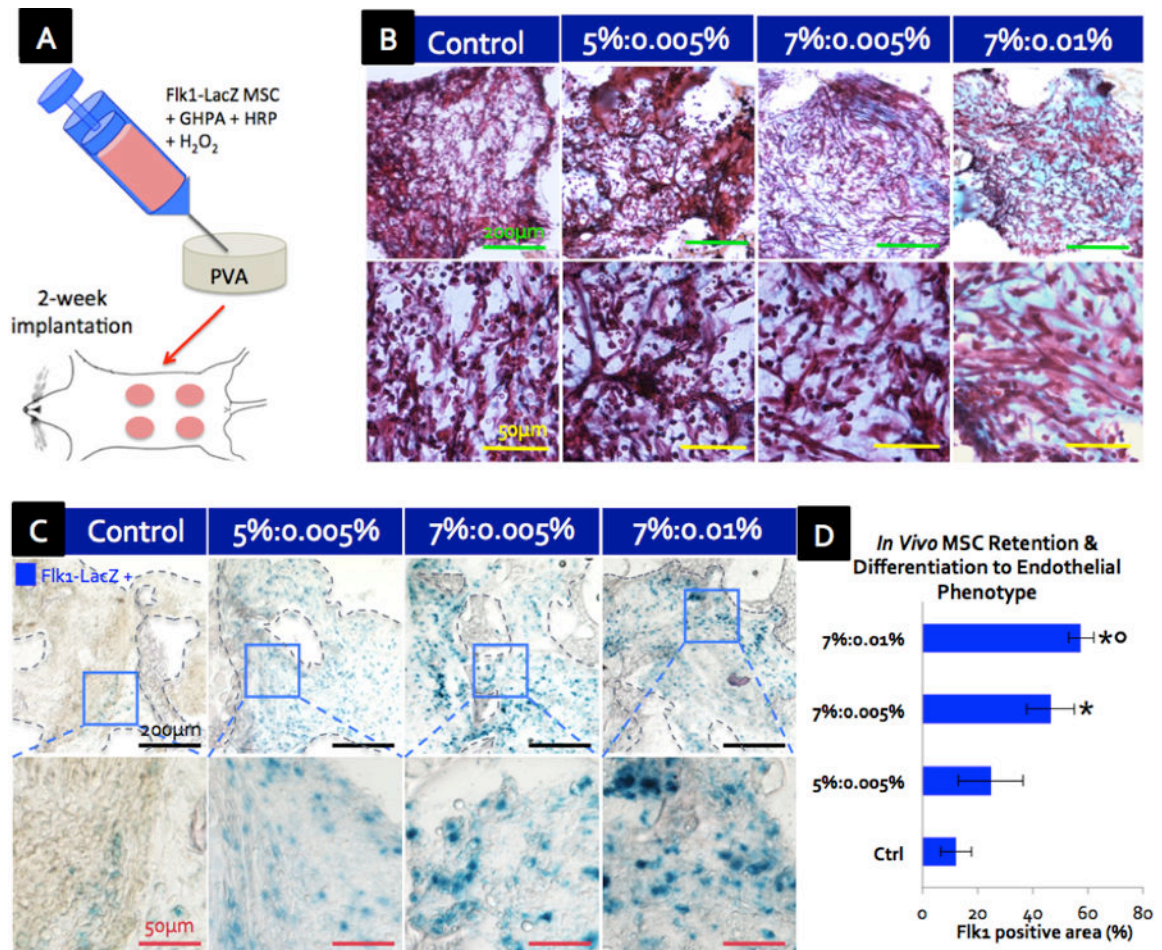 A
Flk1-LacZ MSC
+ GHPA + HRP
+ H₂O₂
PVA
2-week
implantation
B
Control
5%:0.005%
7%:0.005%
7%:0.01%
200µm
50µm
C
Control
5%:0.005%
7%:0.005%
7%:0.01%
Flk1-LacZ +
200µm
50µm
D
In Vivo MSC Retention &
Differentiation to Endothelial
Phenotype
7%:0.01%
*°
7%:0.005%
*
5%:0.005%
Ctrl
0 20 40 60 80
Flk1 positive area (%)